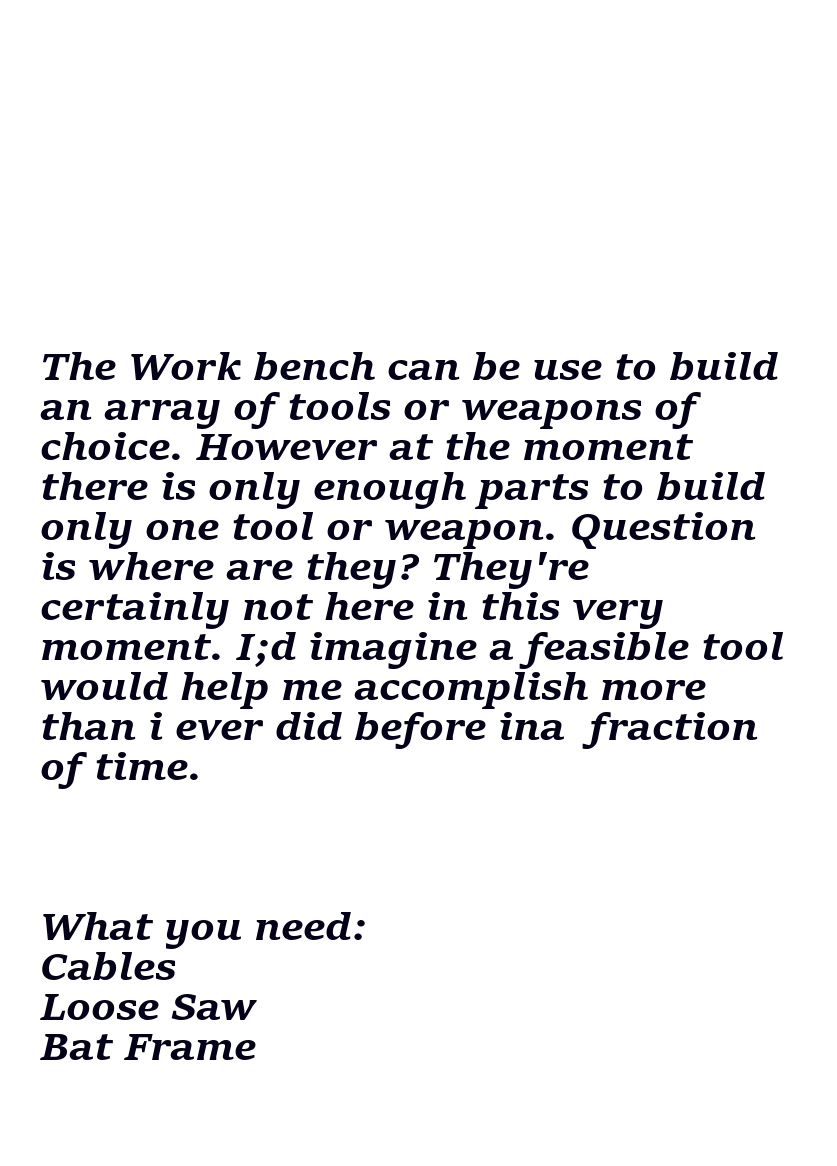 The Work bench can be use to build
an array of tools or weapons of
choice. However at the moment
there is only enough parts to build
only one tool or weapon. Question
is where are they? They're
certainly not here in this very
moment. I;d imagine a feasible tool
would help me accomplish more
than i ever did before ina  fraction
of time.
What you need:
Cables
Loose Saw
Bat Frame